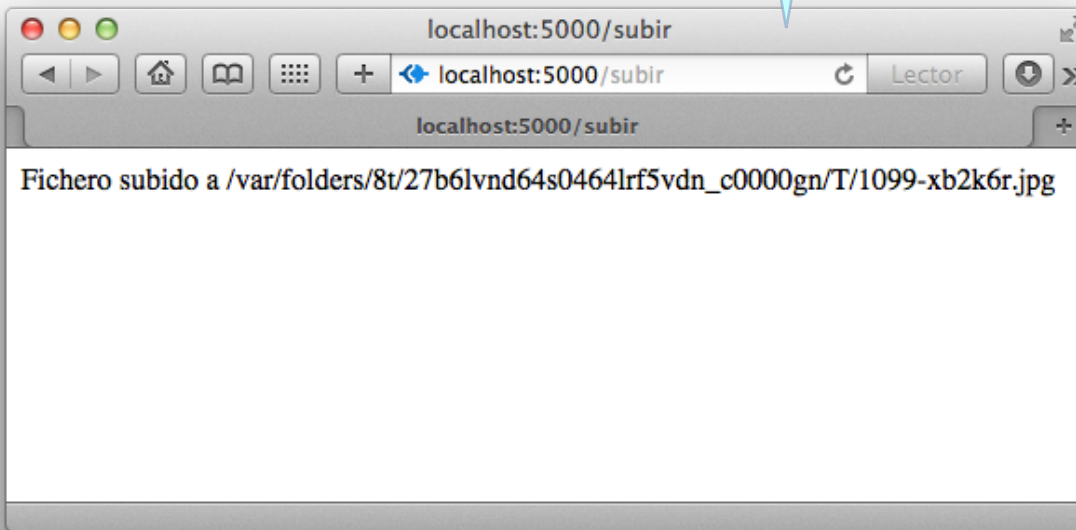 localhost:5000/subir
+ localhost:5000/subir Lector »
localhost:5000/subir +
Fichero subido a /var/folders/8t/27b6lvnd64s0464lrf5vdn_c0000gn/T/1099-xb2k6r.jpg